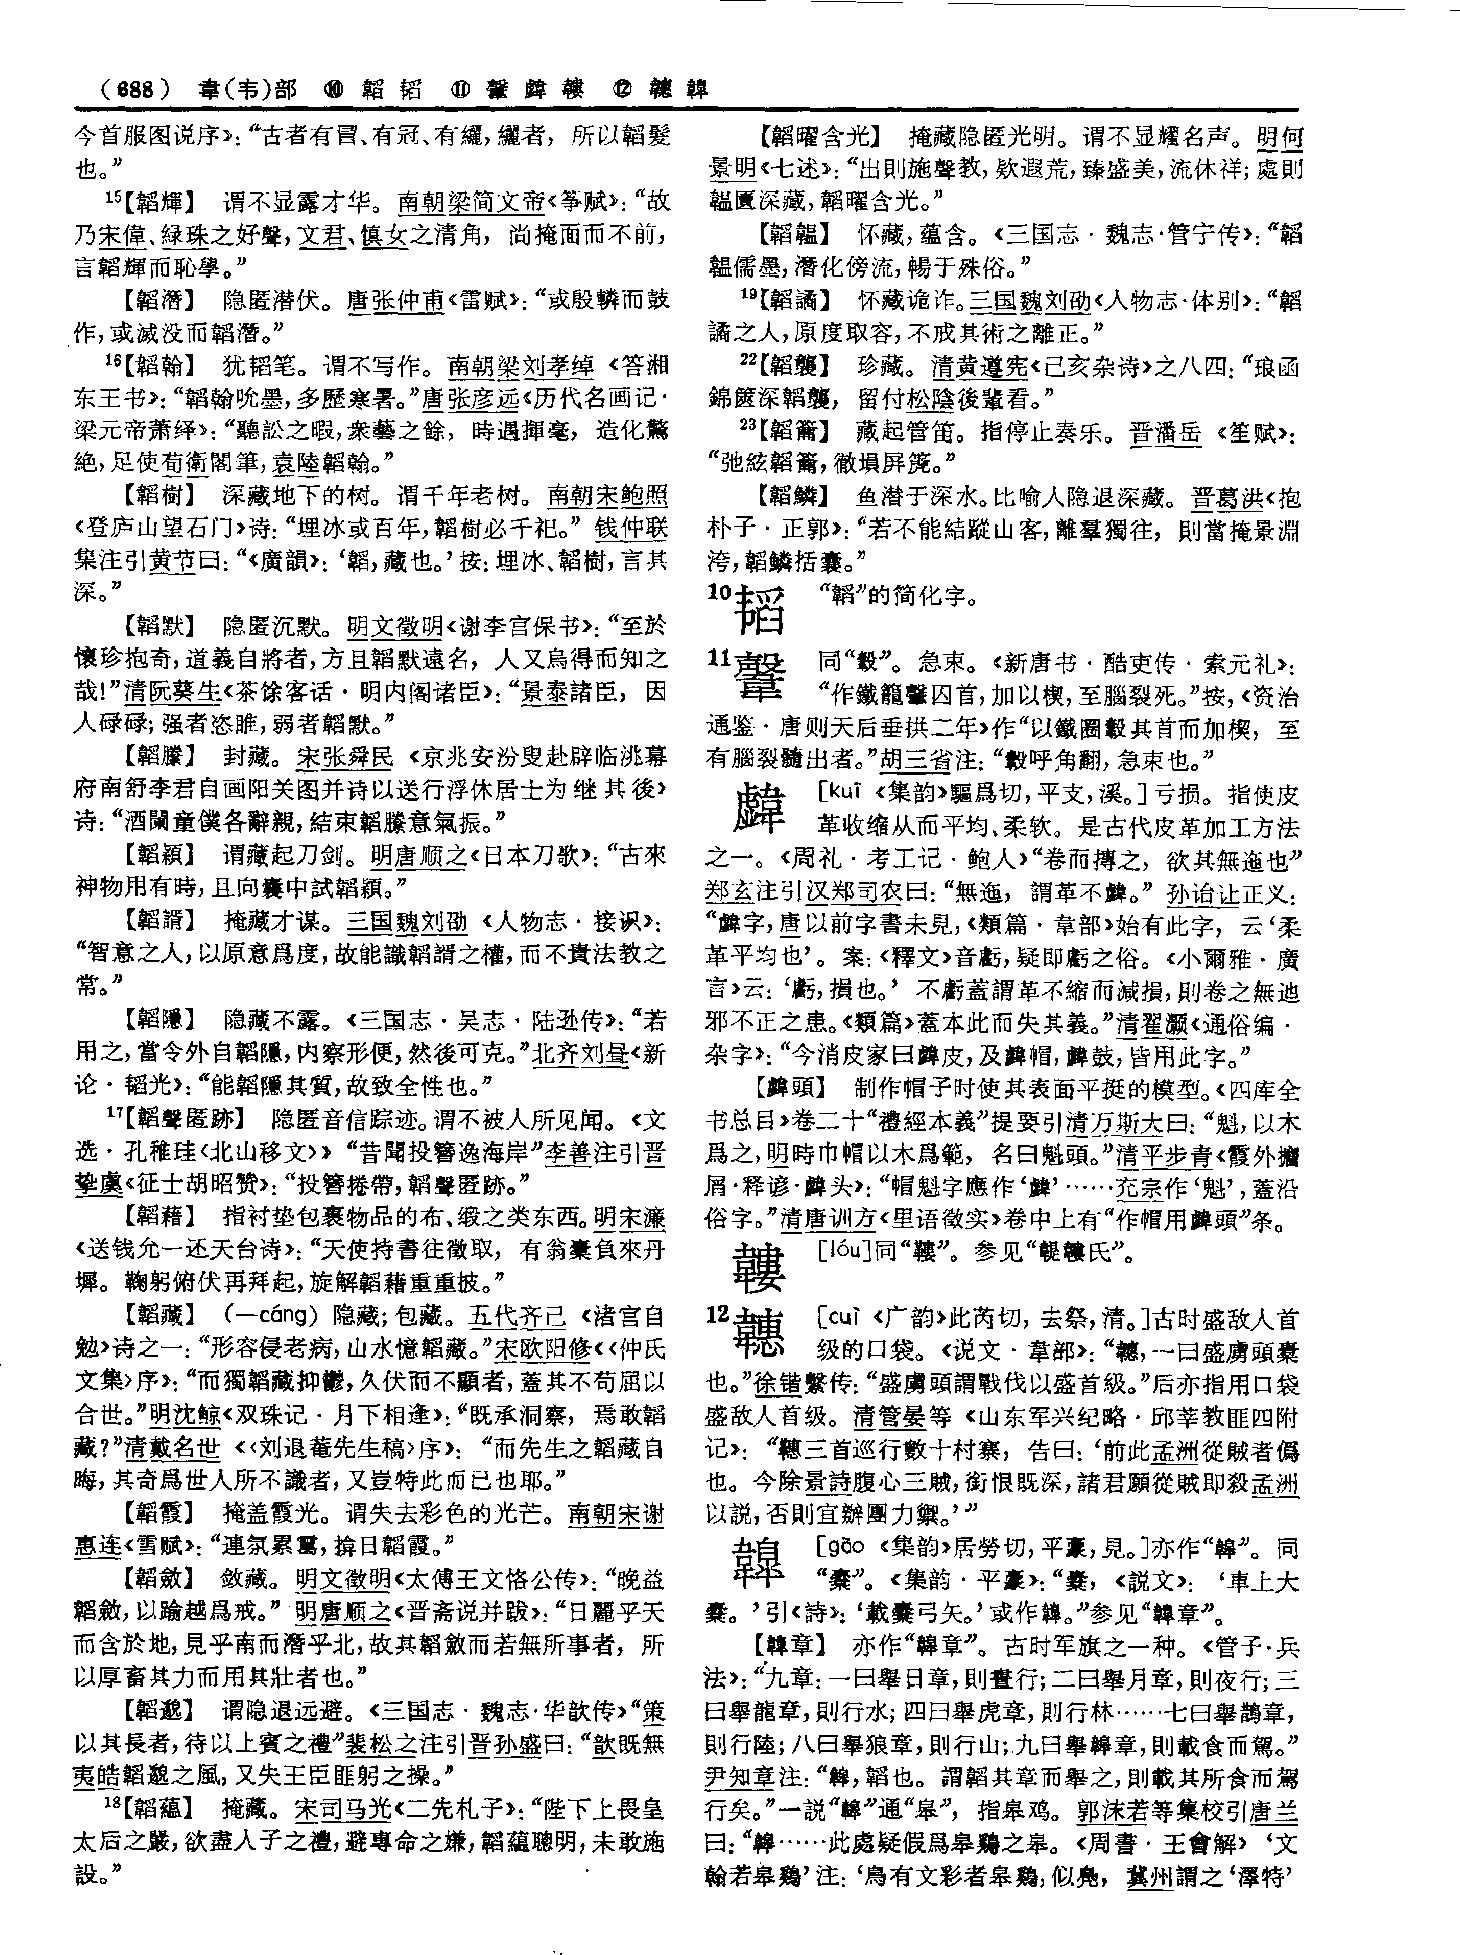 (688) 韋(韦)部 ⑩ 韜 韬 ⑪ 鞤 䪗 䪍 ⑫ 䪘 韟
今首服图说序》：“古者有冒、有冠、有纚，纚者，所以韜髮
也。”
¹⁵【韜輝】 谓不显露才华。南朝梁简文帝《筝赋》：“故
乃宋偉、緑珠之好聲，文君、慎女之清角，尚掩面而不前，
言韜輝而恥學。”
【韜潛】 隐匿潜伏。唐张仲甫《雷赋》：“或殷轔而鼓
作，或滅没而韜潛。”
¹⁶【韜翰】 犹韬笔。谓不写作。南朝梁刘孝绰《答湘
东王书》：“韜翰吮墨，多歷寒暑。”唐张彦远《历代名画记·
梁元帝萧绎》：“聽訟之暇，衆藝之餘，時遇揮毫，造化驚
絶，足使荀衛閣筆，袁陸韜翰。”
【韜樹】 深藏地下的树。谓千年老树。南朝宋鲍照
《登庐山望石门》诗：“埋冰或百年，韜樹必千祀。”钱仲联
集注引黄节曰：“《廣韻》：‘韜，藏也。’按：埋冰、韜樹，言其
深。”
【韜默】 隐匿沉默。明文徵明《谢李宫保书》：“至於
懷珍抱奇，道義自將者，方且韜默遠名，人又烏得而知之
哉！”清阮葵生《茶馀客话·明内阁诸臣》：“景泰諸臣，因
人碌碌；强者恣睢，弱者韜默。”
【韜縢】 封藏。宋张舜民《京兆安汾叟赴辟临洮幕
府南舒李君自画阳关图并诗以送行浮休居士为继其後》
诗：“酒闌童僕各辭親，結束韜縢意氣振。”
【韜穎】 谓藏起刀剑。明唐顺之《日本刀歌》：“古來
神物用有時，且向囊中試韜穎。”
【韜諝】 掩藏才谋。三国魏刘劭《人物志·接识》：
“智意之人，以原意爲度，故能識韜諝之權，而不貴法教之
常。”
【韜隱】 隐藏不露。《三国志·吴志·陆逊传》：“若
用之，當令外自韜隱，内察形便，然後可克。”北齐刘昼《新
论·韬光》：“能韜隱其質，故致全性也。”
¹⁷【韜聲匿跡】 隐匿音信踪迹。谓不被人所见闻。《文
选·孔稚珪〈北山移文〉》“昔聞投簪逸海岸”李善注引晋
挚虞《征士胡昭赞》：“投簪捲帶，韜聲匿跡。”
【韜藉】 指衬垫包裹物品的布、缎之类东西。明宋濂
《送钱允一还天台诗》：“天使持書往徵取，有翁橐負來丹
墀。鞠躬俯伏再拜起，旋解韜藉重重披。”
【韜藏】 （—cáng）隐藏；包藏。五代齐己《渚宫自
勉》诗之一：“形容侵老病，山水憶韜藏。”宋欧阳修《〈仲氏
文集〉序》：“而獨韜藏抑鬱，久伏而不顯者，蓋其不苟屈以
合世。”明沈鲸《双珠记·月下相逢》：“既承洞察，焉敢韜
藏？”清戴名世《〈刘退菴先生稿〉序》：“而先生之韜藏自
晦，其奇爲世人所不識者，又豈特此而已也耶。”
【韜霞】 掩盖霞光。谓失去彩色的光芒。南朝宋谢
惠连《雪赋》：“連氛累靄，揜日韜霞。”
【韜斂】 敛藏。明文徵明《太傅王文恪公传》：“晚益
韜斂，以踰越爲戒。”明唐顺之《晋斋说并跋》：“日麗乎天
而含於地，見乎南而潛乎北，故其韜斂而若無所事者，所
以厚畜其力而用其壯者也。”
【韜邈】 谓隐退远避。《三国志·魏志·华歆传》“策
以其長者，待以上賓之禮”裴松之注引晋孙盛曰：“歆既無
夷皓韜邈之風，又失王臣匪躬之操。”
¹⁸【韜蘊】 掩藏。宋司马光《二先札子》：“陛下上畏皇
太后之嚴，欲盡人子之禮，避專命之嫌，韜蘊聰明，未敢施
設。”
【韜曜含光】 掩藏隐匿光明。谓不显耀名声。明何
景明《七述》：“出則施聲教，欵遐荒，臻盛美，流休祥；處則
韞匵深藏，韜曜含光。”
【韜韞】 怀藏，蕴含。《三国志·魏志·管宁传》：“韜
韞儒墨，潛化傍流，暢于殊俗。”
¹⁹【韜譎】 怀藏诡诈。三国魏刘劭《人物志·体别》：“韜
譎之人，原度取容，不戒其術之離正。”
²²【韜襲】 珍藏。清黄遵宪《己亥杂诗》之八四：“琅函
錦篋深韜襲，留付松陰後輩看。”
²³【韜籥】 藏起管笛。指停止奏乐。晋潘岳《笙赋》：
“弛絃韜籥，徹塤屏篪。”
【韜鱗】 鱼潜于深水。比喻人隐退深藏。晋葛洪《抱
朴子·正郭》：“若不能結蹤山客，離羣獨往，則當掩景淵
洿，韜鱗括囊。”
¹⁰韬 “韜”的简化字。
¹¹ 同“瑴”。急束。《新唐书·酷吏传·索元礼》：
“作鐵籠囚首，加以楔，至腦裂死。”按，《资治
通鉴·唐则天后垂拱二年》作“以鐵圈轂其首而加楔，至
有腦裂髓出者。”胡三省注：“轂呼角翻，急束也。”
[kuī 《集韵》驅爲切，平支，溪。]亏损。指使皮
革收缩从而平均、柔软。是古代皮革加工方法
之一。《周礼·考工记·鲍人》“卷而摶之，欲其無迆也”
郑玄注引汉郑司农曰：“無迆，謂革不䪗。”孙诒让正义：
“䪗字，唐以前字書未見，《類篇·韋部》始有此字，云‘柔
革平均也’。案：《釋文》音虧，疑即虧之俗。《小爾雅·廣
言》云：‘虧，損也。’不虧蓋謂革不縮而減損，則卷之無迆
邪不正之患。《類篇》蓋本此而失其義。”清翟灏《通俗编·
杂字》：“今消皮家曰䪗皮，及䪗帽，䪗鼓，皆用此字。”
【䪗頭】 制作帽子时使其表面平挺的模型。《四库全
书总目》卷二十“禮經本義”提要引清万斯大曰：“魁，以木
爲之，明時巾帽以木爲範，名曰魁頭。”清平步青《霞外攟
屑·释谚·䪗头》：“帽魁字應作‘䪗’……充宗作‘魁’，蓋沿
俗字。”清唐训方《里语徵实》卷中上有“作帽用䪗頭”条。
[lóu]同“鞻”。参见“鞮鞻氏”。
¹² [cuì 《广韵》此芮切，去祭，清。]古时盛敌人首
级的口袋。《说文·韋部》：“䪘，一曰盛虜頭橐
也。”徐锴繫传：“盛虜頭謂戰伐以盛首級。”后亦指用口袋
盛敌人首级。清管晏等《山东军兴纪略·邱莘教匪四附
记》：“䪘三首巡行數十村寨，告曰：‘前此孟洲從賊者僞
也。今除景詩腹心三賊，銜恨既深，諸君願從賊即殺孟洲
以説，否則宜辦團力禦。’”
[gāo 《集韵》居勞切，平豪，見。]亦作“韟”。同
“櫜”。《集韵·平豪》：“櫜，《説文》：‘車上大
櫜。’引《詩》：‘載櫜弓矢。’或作韟。”参见“韟章”。
【韟章】 亦作“韟章”。古时军旗之一种。《管子·兵
法》：“九章：一曰舉日章，則晝行；二曰舉月章，則夜行；三
曰舉龍章，則行水；四曰舉虎章，則行林……七曰舉鵲章，
則行陸；八曰舉狼章，則行山；九曰舉韟章，則載食而駕。”
尹知章注：“韟，韜也。謂韜其章而舉之，則載其所食而駕
行矣。”一説“韟”通“皋”，指皋鸡。郭沫若等集校引唐兰
曰：“韟……此處疑假爲皋鷄之皋。《周書·王會解》‘文
翰若皋鷄’注：‘鳥有文彩者皋鷄，似鳧，冀州謂之‘澤特’